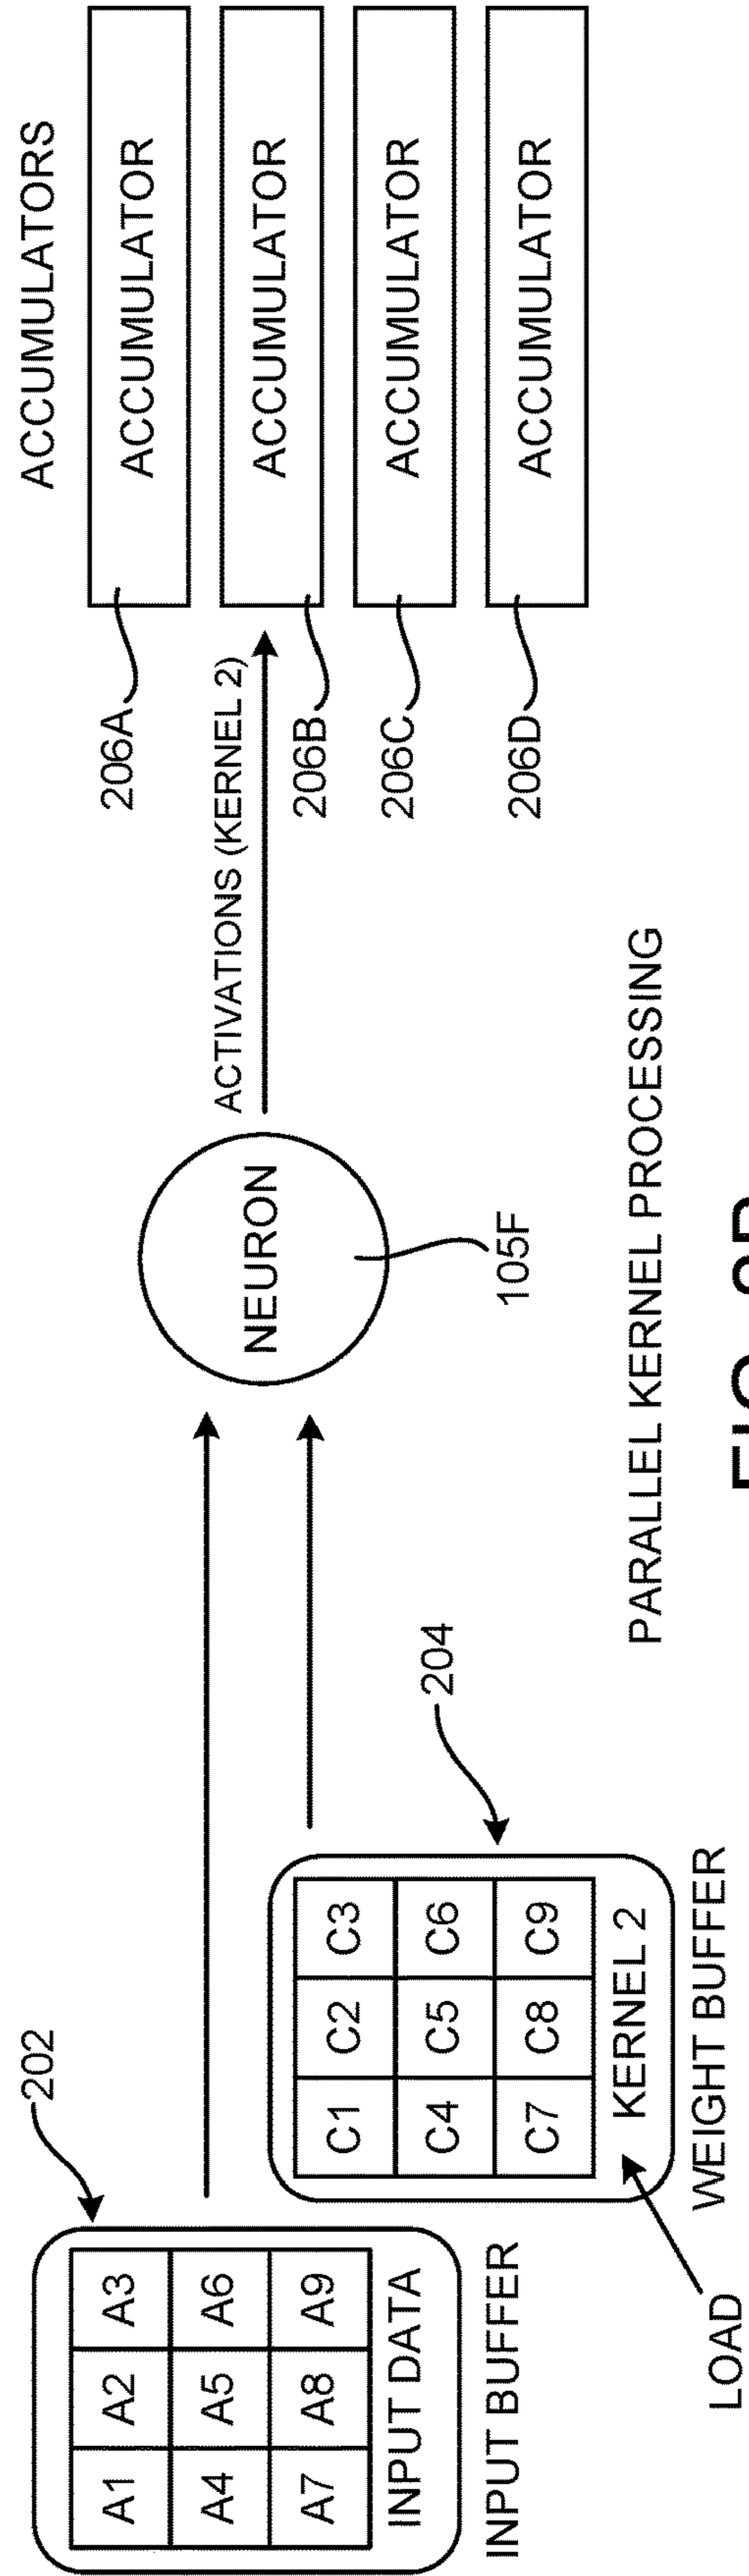 ACCUMULATORS
202
A1 A2 A3
A4 A5 A6
A7 A8 A9
INPUT DATA
INPUT BUFFER
204
C1 C2 C3
C4 C5 C6
C7 C8 C9
KERNEL 2
WEIGHT BUFFER
LOAD
NEURON
105F
ACTIVATIONS (KERNEL 2)
206A
ACCUMULATOR
206B
ACCUMULATOR
206C
ACCUMULATOR
206D
ACCUMULATOR
PARALLEL KERNEL PROCESSING
FIG.